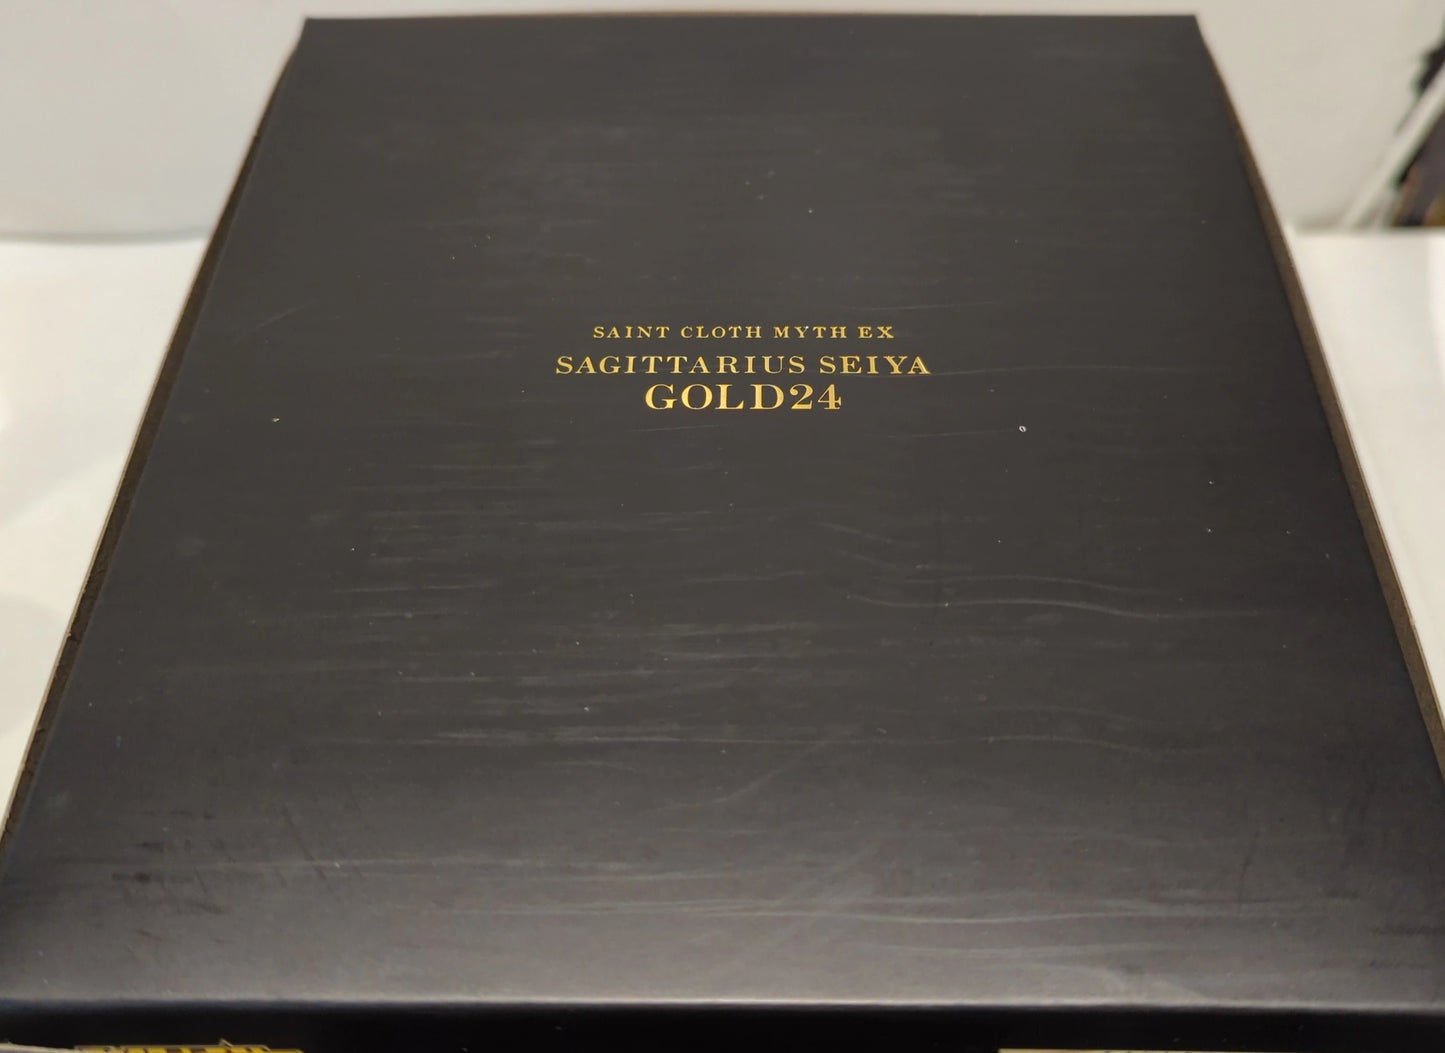 SAINT CLOTH MYTH EX
SAGITTARIUS SEIYA
GOLD24